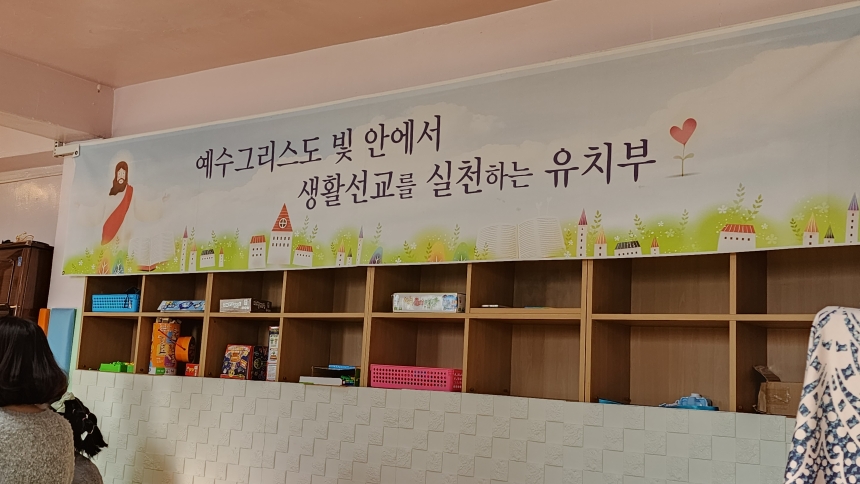 예수그리스도 빛 안에서
생활선교를 실천하는 유치부